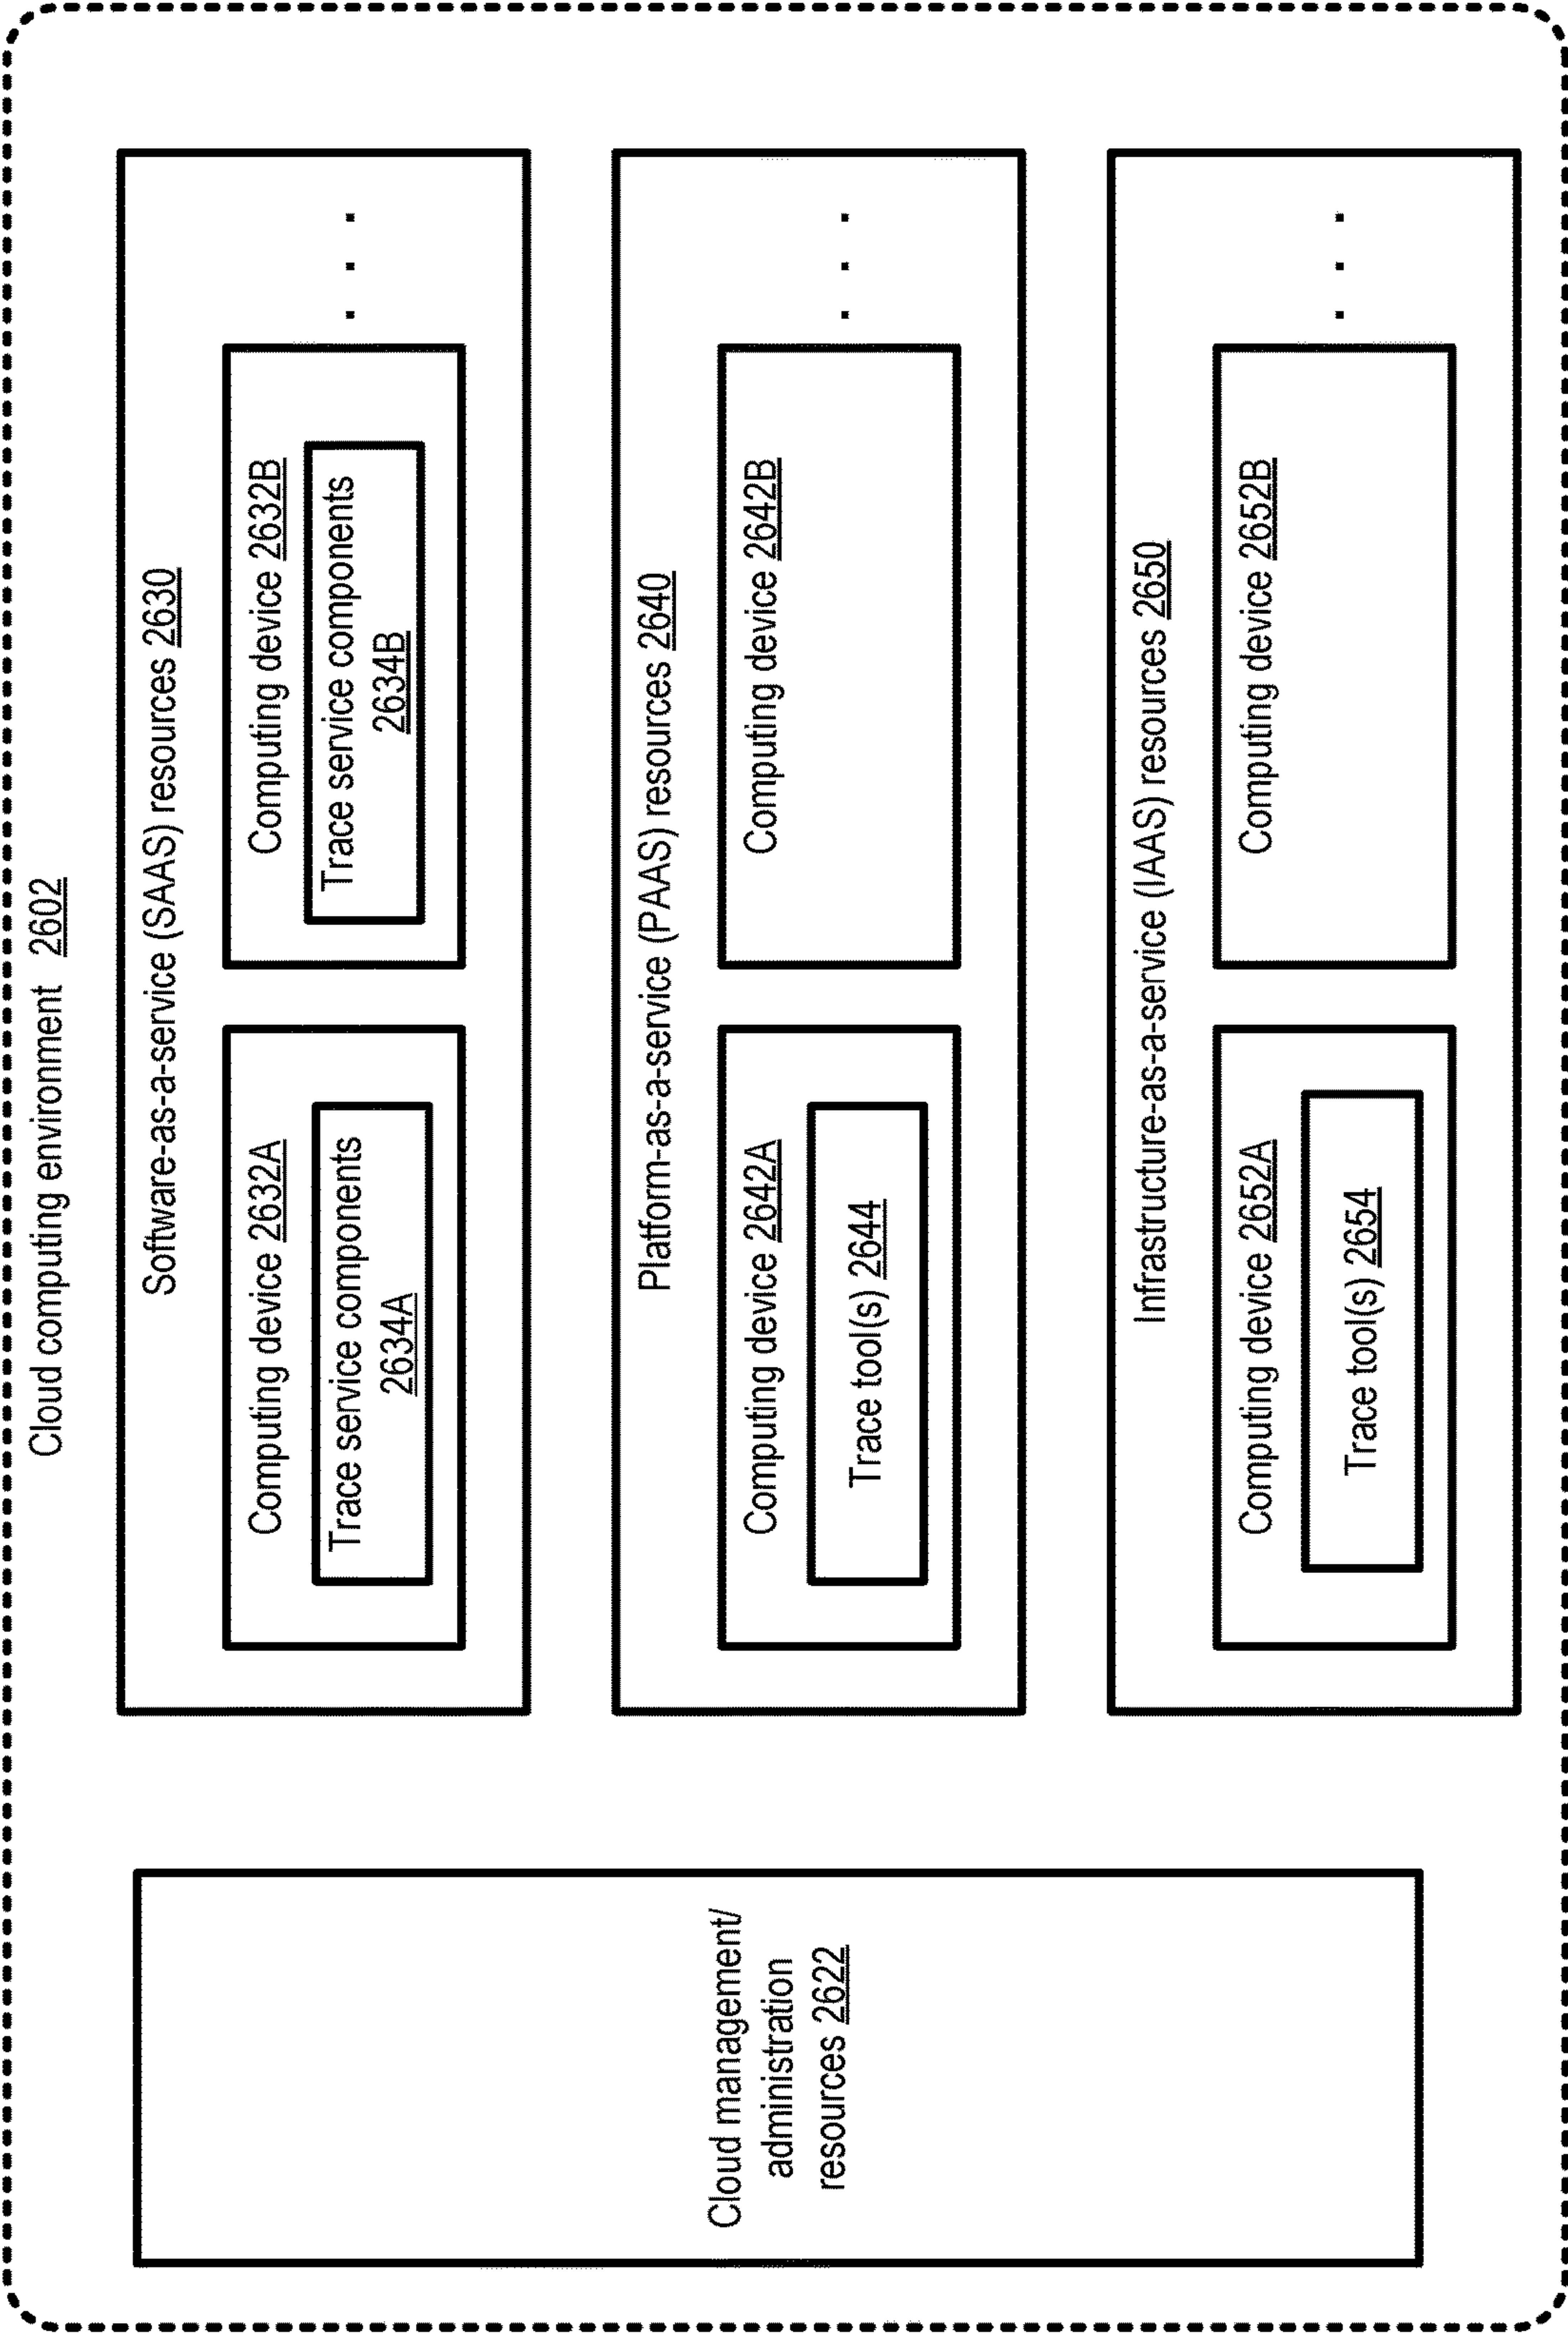 Cloud computing environment 2602
Cloud management/
administration
resources 2622
Software-as-a-service (SAAS) resources 2630
Computing device 2632A
Trace service components
2634A
Computing device 2632B
Trace service components
2634B
. . .
Platform-as-a-service (PAAS) resources 2640
Computing device 2642A
Trace tool(s) 2644
Computing device 2642B
. . .
Infrastructure-as-a-service (IAAS) resources 2650
Computing device 2652A
Trace tool(s) 2654
Computing device 2652B
. . .